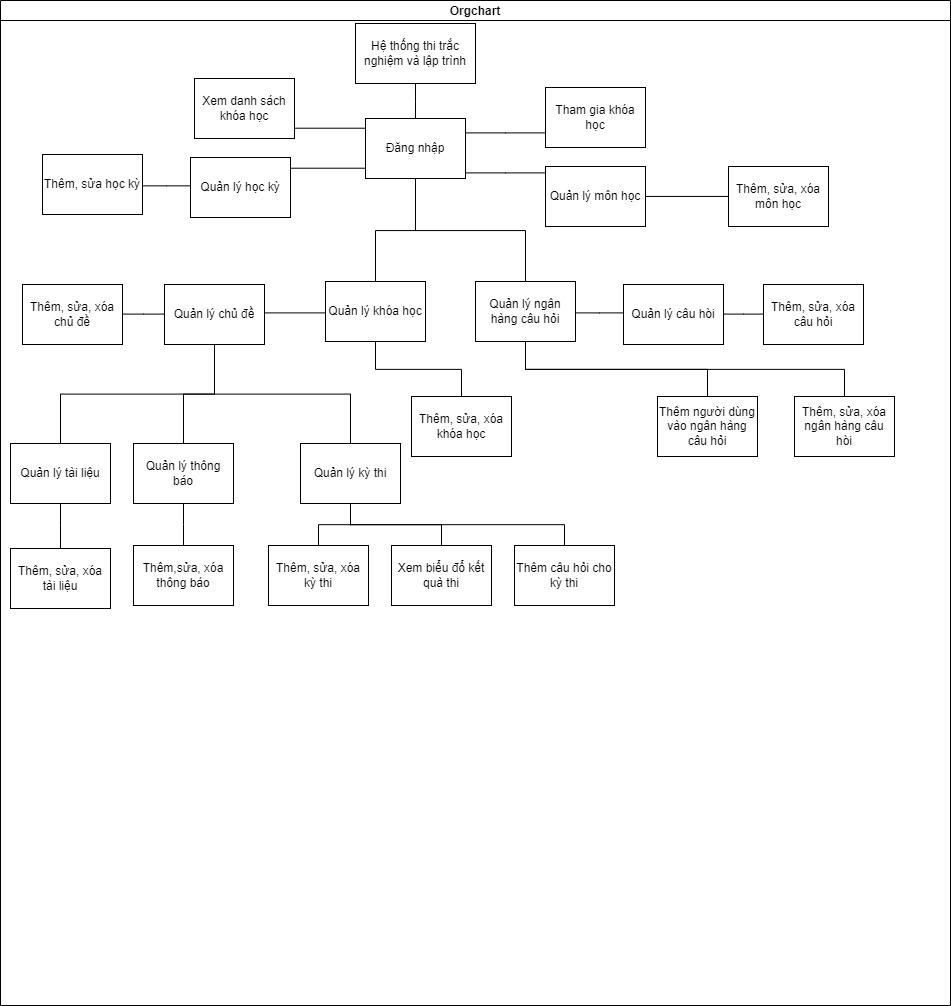 Orgchart
Hệ thống thi trắc
nghiệm và lập trình
Xem danh sách
khóa học
Tham gia khóa
học
Đăng nhập
Thêm, sửa học kỳ
Quản lý học kỳ
Quản lý môn học
Thêm, sửa, xóa
môn học
Thêm, sửa, xóa
chủ đề
Quản lý chủ đề
Quản lý khóa học
Quản lý ngân
hàng câu hỏi
Quản lý câu hòi
Thêm, sửa, xóa
câu hỏi
Thêm, sửa, xóa
khóa học
Thêm người dùng
vào ngân hàng
câu hỏi
Thêm, sửa, xóa
ngân hàng câu
hòi
Quản lý tài liệu
Quản lý thông
báo
Quản lý kỳ thi
Thêm, sửa, xóa
tài liệu
Thêm,sửa, xóa
thông báo
Thêm, sửa, xóa
kỳ thi
Xem biểu đồ kết
quả thi
Thêm câu hỏi cho
kỳ thi